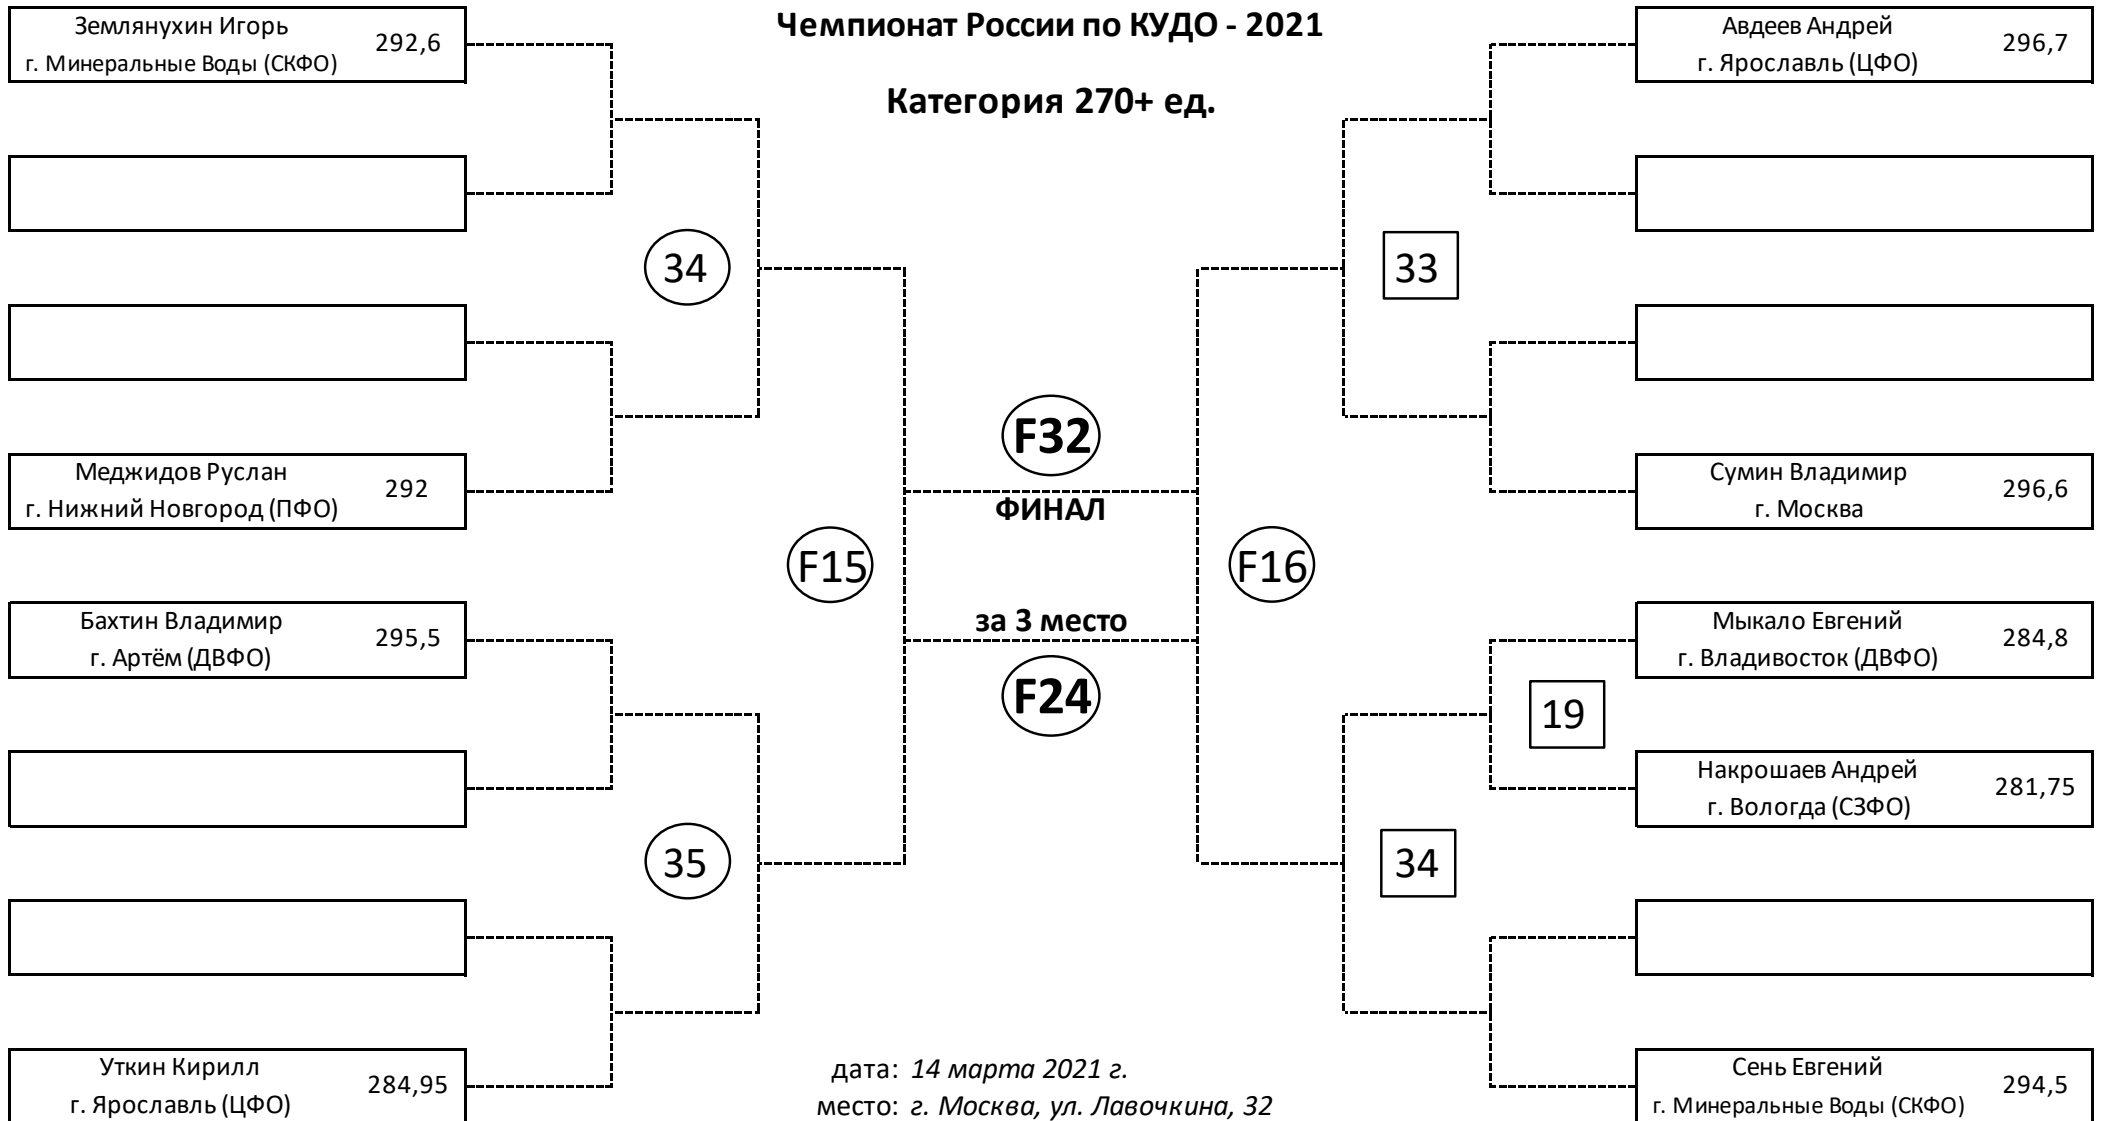 Чемпионат России по КУДО - 2021
Категория 270+ ед.
Землянухин Игорь
г. Минеральные Воды (СКФО)
292,6
34
Меджидов Руслан
г. Нижний Новгород (ПФО)
292
F15
Бахтин Владимир
г. Артём (ДВФО)
295,5
35
Уткин Кирилл
г. Ярославль (ЦФО)
284,95
F32
ФИНАЛ
за 3 место
F24
дата: 14 марта 2021 г.
место: г. Москва, ул. Лавочкина, 32
Авдеев Андрей
г. Ярославль (ЦФО)
296,7
33
Сумин Владимир
г. Москва
296,6
F16
Мыкало Евгений
г. Владивосток (ДВФО)
284,8
19
Накрошаев Андрей
г. Вологда (СЗФО)
281,75
34
Сень Евгений
г. Минеральные Воды (СКФО)
294,5